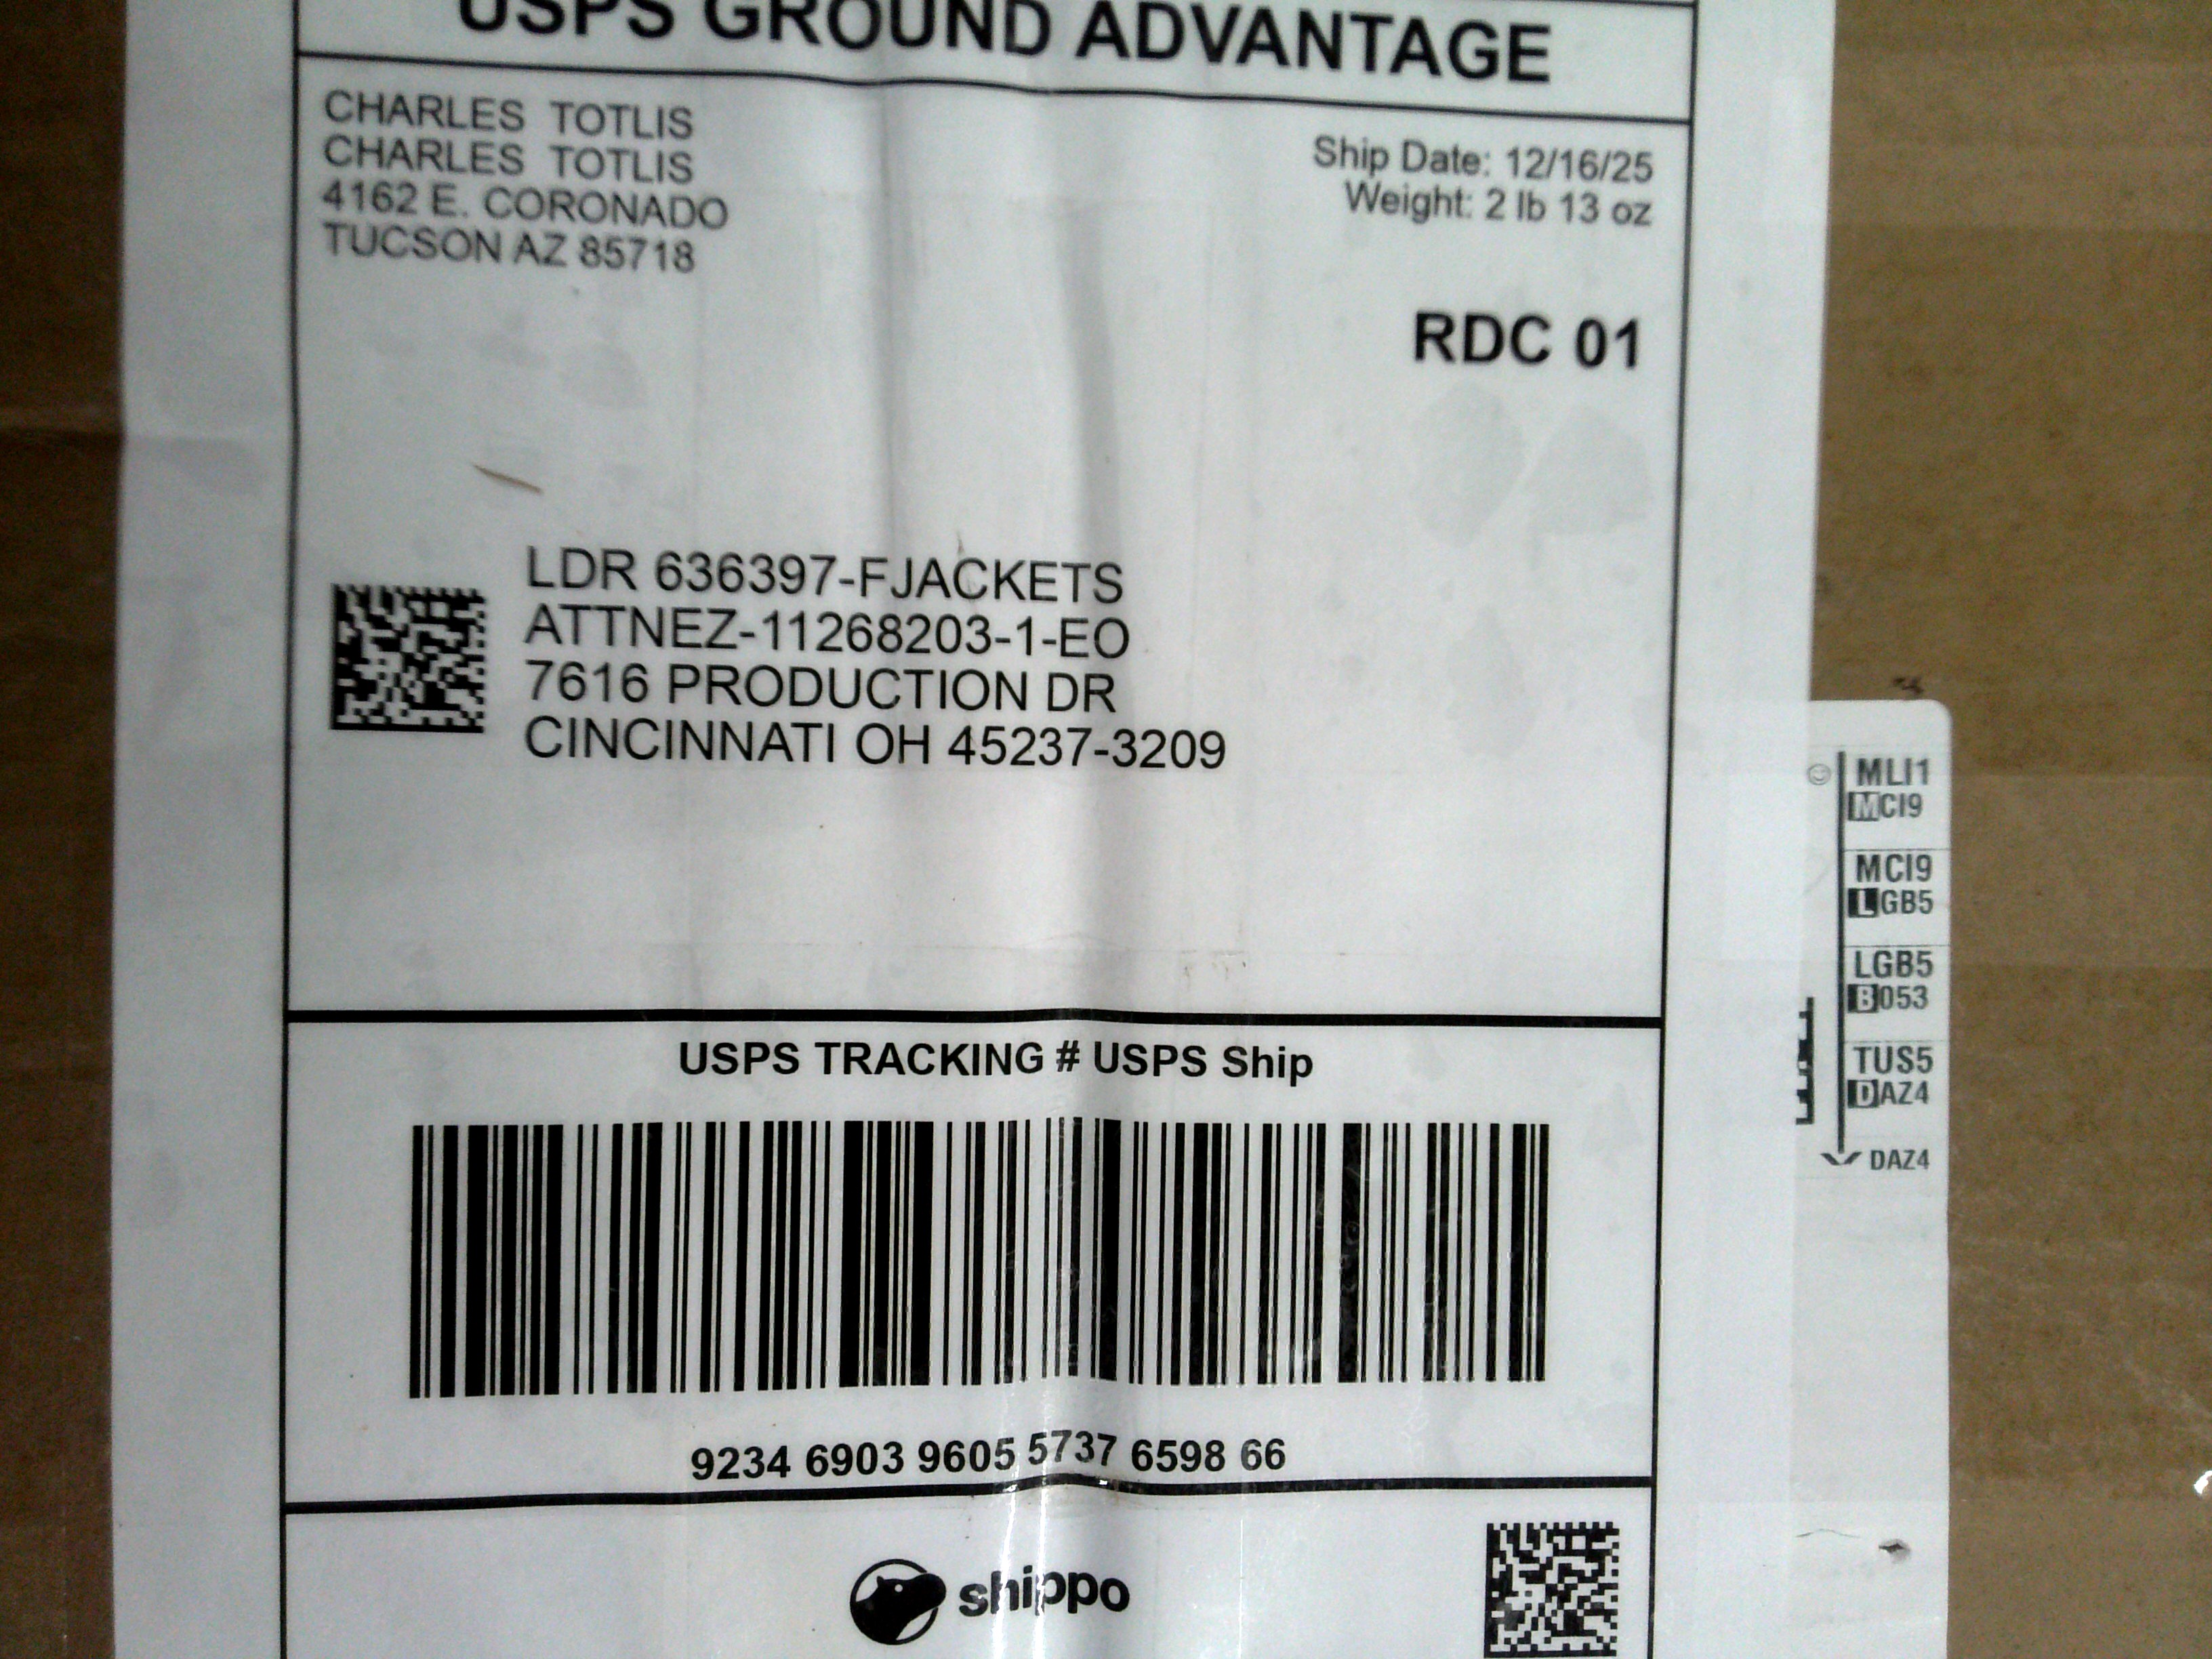 USPS GROUND ADVANTAGE
CHARLES TOTLIS
CHARLES TOTLIS
4162 E. CORONADO
TUCSON AZ 85718
Ship Date: 12/16/25
Weight: 2 lb 13 oz
RDC 01
LDR 636397-FJACKETS
ATTNEZ-11268203-1-EO
7616 PRODUCTION DR
CINCINNATI OH 45237-3209
USPS TRACKING # USPS Ship
9234 6903 9605 5737 6598 66
shippo
MLI1
MCI9
MCI9
LGB5
LGB5
B053
TUS5
DAZ4
DAZ4